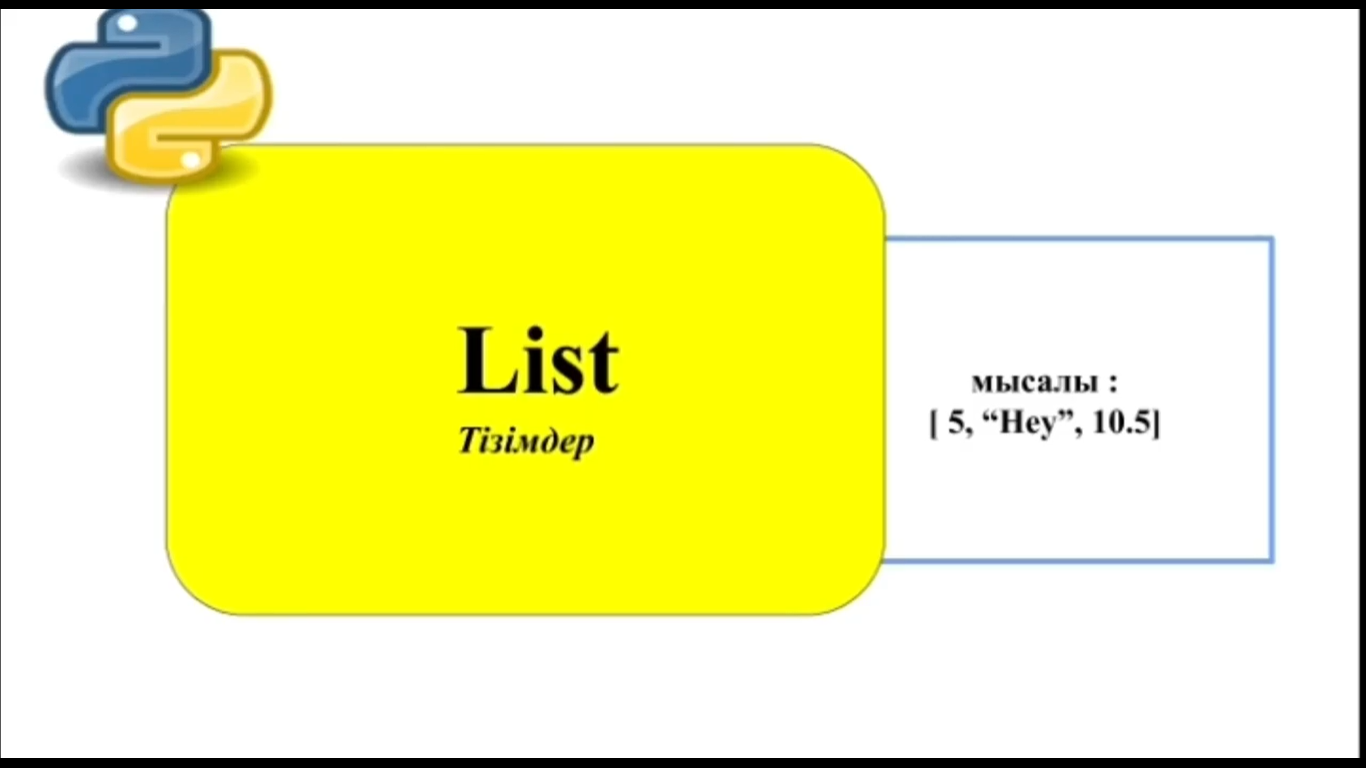 List
Тізімдер
мысалы :
[ 5, “Hey”, 10.5]